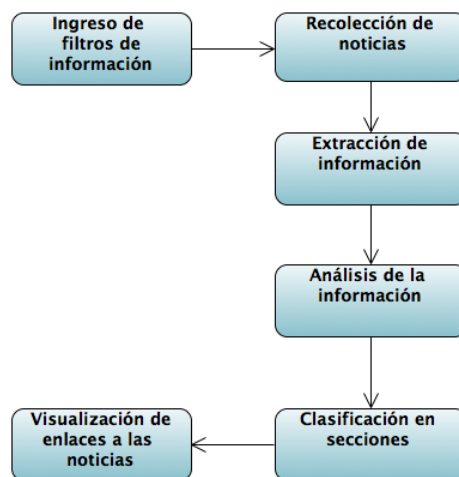 Ingreso de
filtros de
información
Recolección de
noticias
Extracción de
información
Análisis de la
información
Clasificación en
secciones
Visualización de
enlaces a las
noticias